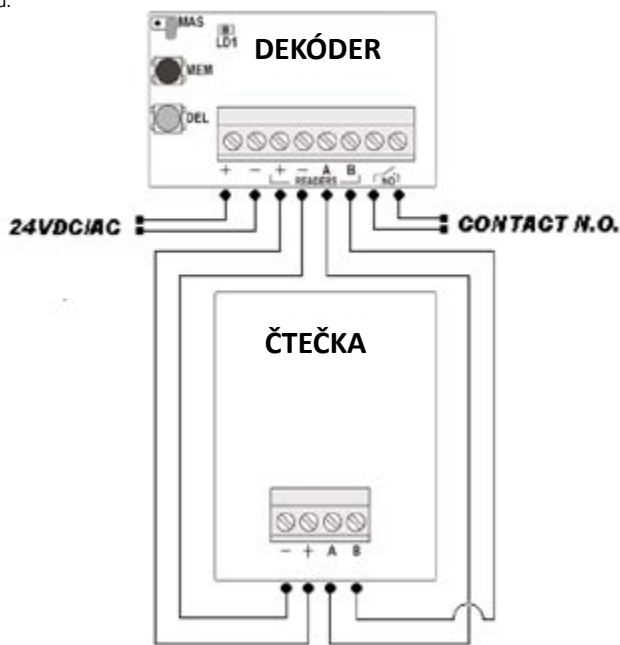 d.
MAS
LD1
DEKÓDER
MEM
DEL
+ − + − A B
READERS NO
24VDC/AC
CONTACT N.O.
ČTEČKA
− + A B